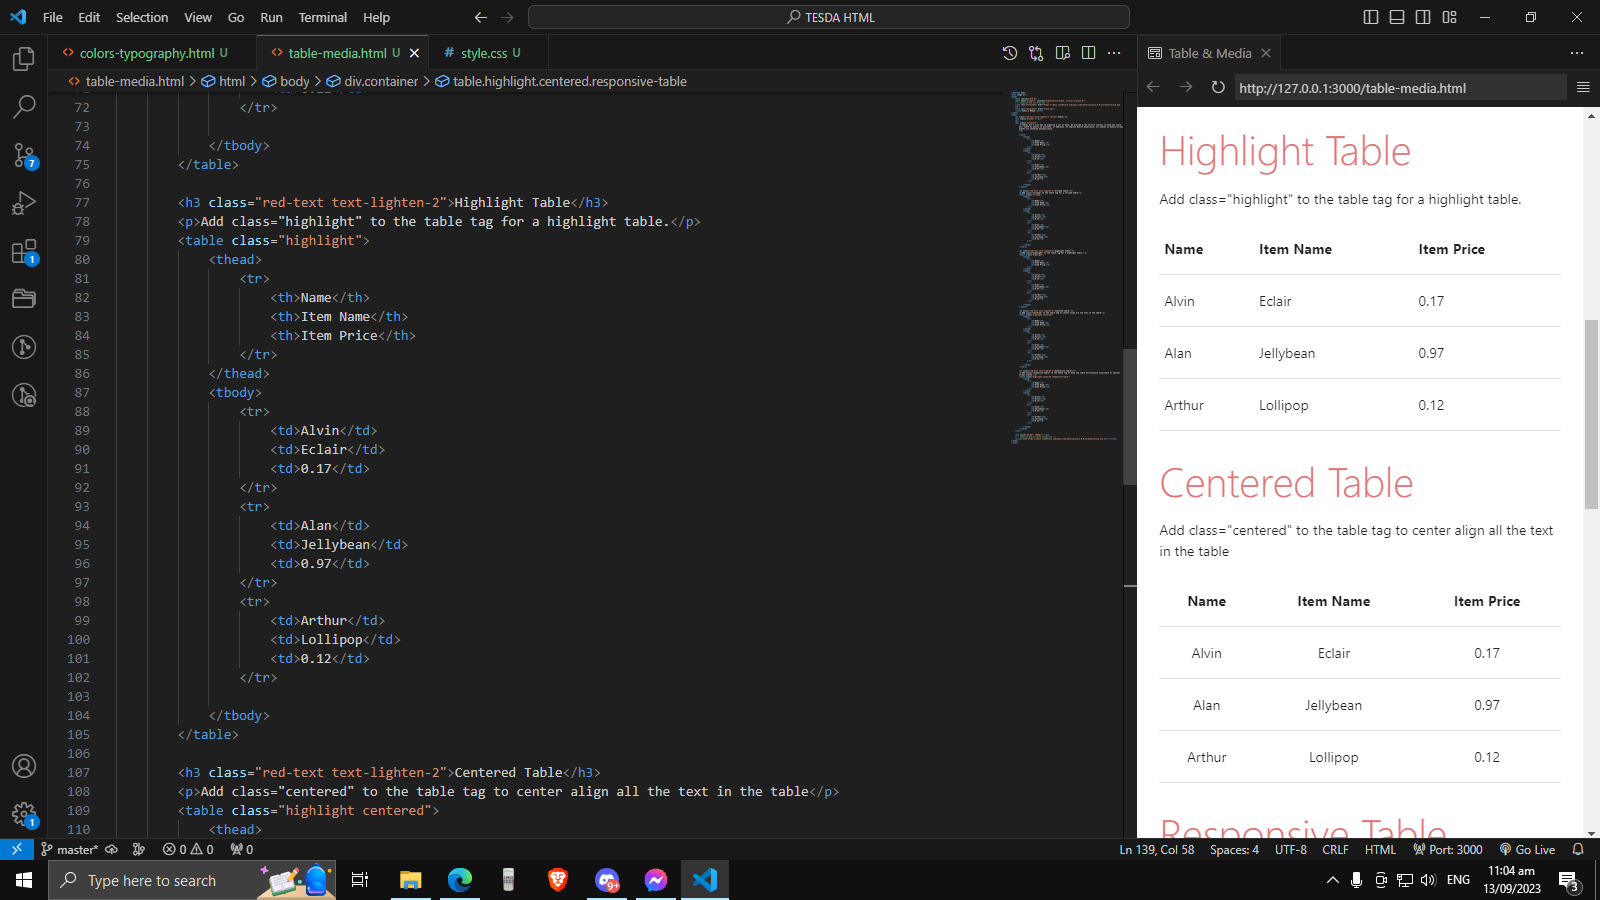 File Edit Selection View Go Run Terminal Help
TESDA HTML
colors-typography.html U
table-media.html U
# style.css U
Table & Media
table-media.html > html > body > div.container > table.highlight.centered.responsive-table
http://127.0.0.1:3000/table-media.html
72 </tr>
73
74 </tbody>
75 </table>
76
77 <h3 class="red-text text-lighten-2">Highlight Table</h3>
78 <p>Add class="highlight" to the table tag for a highlight table.</p>
79 <table class="highlight">
80 <thead>
81 <tr>
82 <th>Name</th>
83 <th>Item Name</th>
84 <th>Item Price</th>
85 </tr>
86 </thead>
87 <tbody>
88 <tr>
89 <td>Alvin</td>
90 <td>Eclair</td>
91 <td>0.17</td>
92 </tr>
93 <tr>
94 <td>Alan</td>
95 <td>Jellybean</td>
96 <td>0.97</td>
97 </tr>
98 <tr>
99 <td>Arthur</td>
100 <td>Lollipop</td>
101 <td>0.12</td>
102 </tr>
103
104 </tbody>
105 </table>
106
107 <h3 class="red-text text-lighten-2">Centered Table</h3>
108 <p>Add class="centered" to the table tag to center align all the text in the table</p>
109 <table class="highlight centered">
110 <thead>
Highlight Table
Add class="highlight" to the table tag for a highlight table.
Name Item Name Item Price
Alvin Eclair 0.17
Alan Jellybean 0.97
Arthur Lollipop 0.12
Centered Table
Add class="centered" to the table tag to center align all the text
in the table
Name Item Name Item Price
Alvin Eclair 0.17
Alan Jellybean 0.97
Arthur Lollipop 0.12
Responsive Table
7
1
1
master* 0 0 0
Ln 139, Col 58 Spaces: 4 UTF-8 CRLF HTML Port: 3000 Go Live
Type here to search
9+
ENG
11:04 am
13/09/2023
3